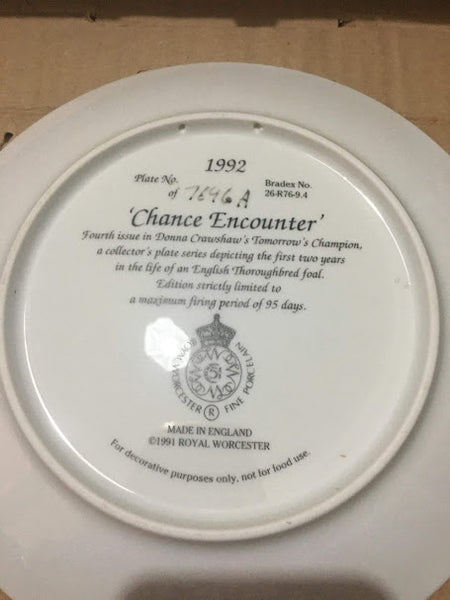 1992
Plate No.
of 7646 A
Bradex No.
26-R76-9.4
'Chance Encounter'
Fourth issue in Donna Crawshaw's Tomorrow's Champion,
a collector's plate series depicting the first two years
in the life of an English Thoroughbred foal.
Edition strictly limited to
a maximum firing period of 95 days.
ROYAL WORCESTER ® FINE PORCELAIN
MADE IN ENGLAND
©1991 ROYAL WORCESTER
For decorative purposes only, not for food use.